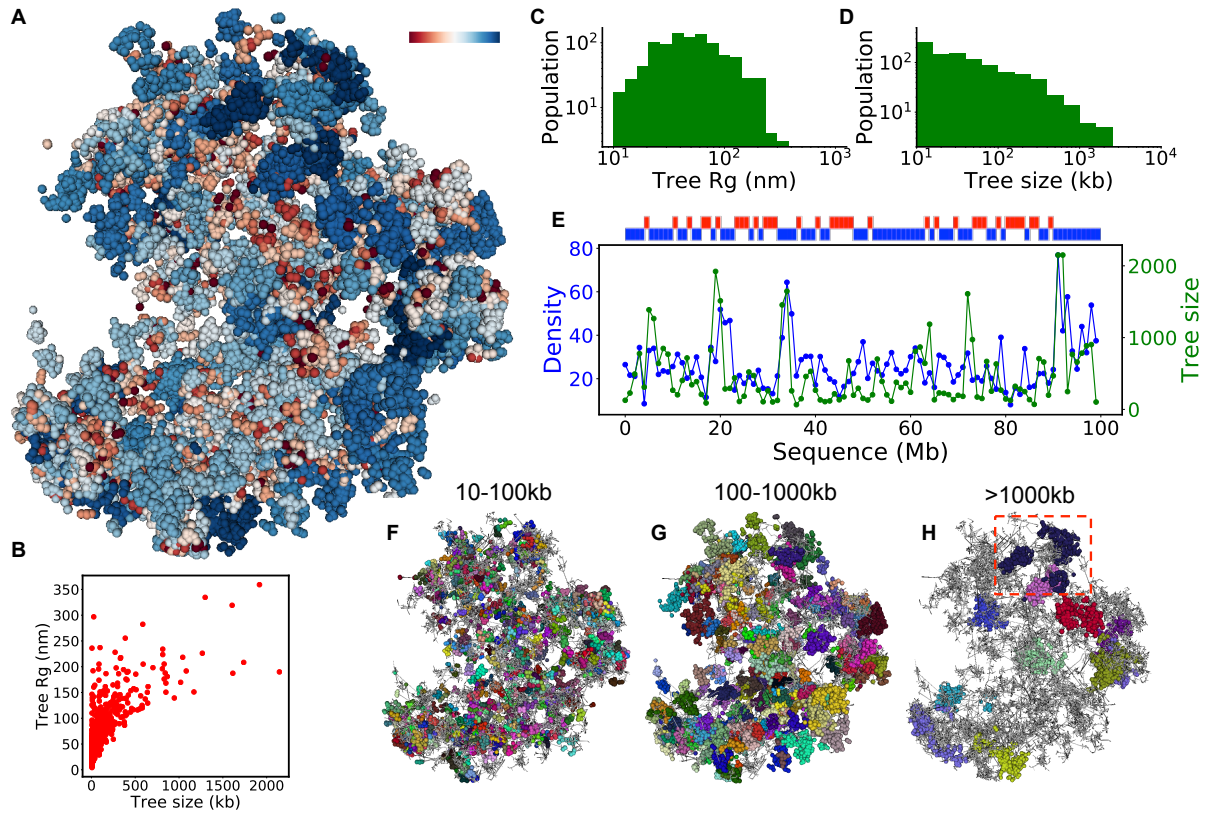 A
B
350
300
250
200
150
100
50
0
Tree Rg (nm)
0 500 1000 1500 2000
Tree size (kb)
C
Population
10²
10¹
10¹ 10² 10³
Tree Rg (nm)
D
Population
10²
10¹
10¹ 10² 10³ 10⁴
Tree size (kb)
E
80
60
40
20
Density
2000
1000
0
Tree size
0 20 40 60 80 100
Sequence (Mb)
10-100kb
F
100-1000kb
G
>1000kb
H